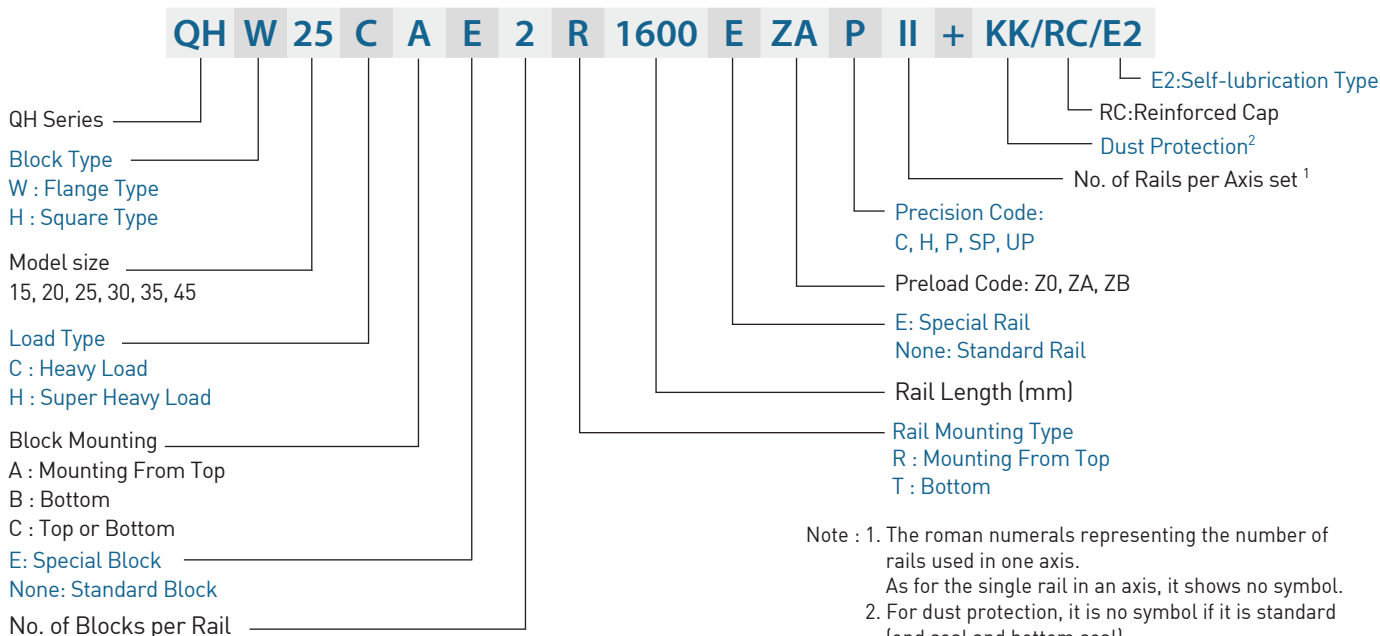 QH W 25 C A E 2 R 1600 E ZA P II + KK/RC/E2
QH Series
Block Type
W : Flange Type
H : Square Type
Model size
15, 20, 25, 30, 35, 45
Load Type
C : Heavy Load
H : Super Heavy Load
Block Mounting
A : Mounting From Top
B : Bottom
C : Top or Bottom
E: Special Block
None: Standard Block
No. of Blocks per Rail
E2:Self-lubrication Type
RC:Reinforced Cap
Dust Protection2
No. of Rails per Axis set 1
Precision Code:
C, H, P, SP, UP
Preload Code: Z0, ZA, ZB
E: Special Rail
None: Standard Rail
Rail Length (mm)
Rail Mounting Type
R : Mounting From Top
T : Bottom
Note : 1. The roman numerals representing the number of
rails used in one axis.
As for the single rail in an axis, it shows no symbol.
2. For dust protection, it is no symbol if it is standard
(end seal and bottom seal)